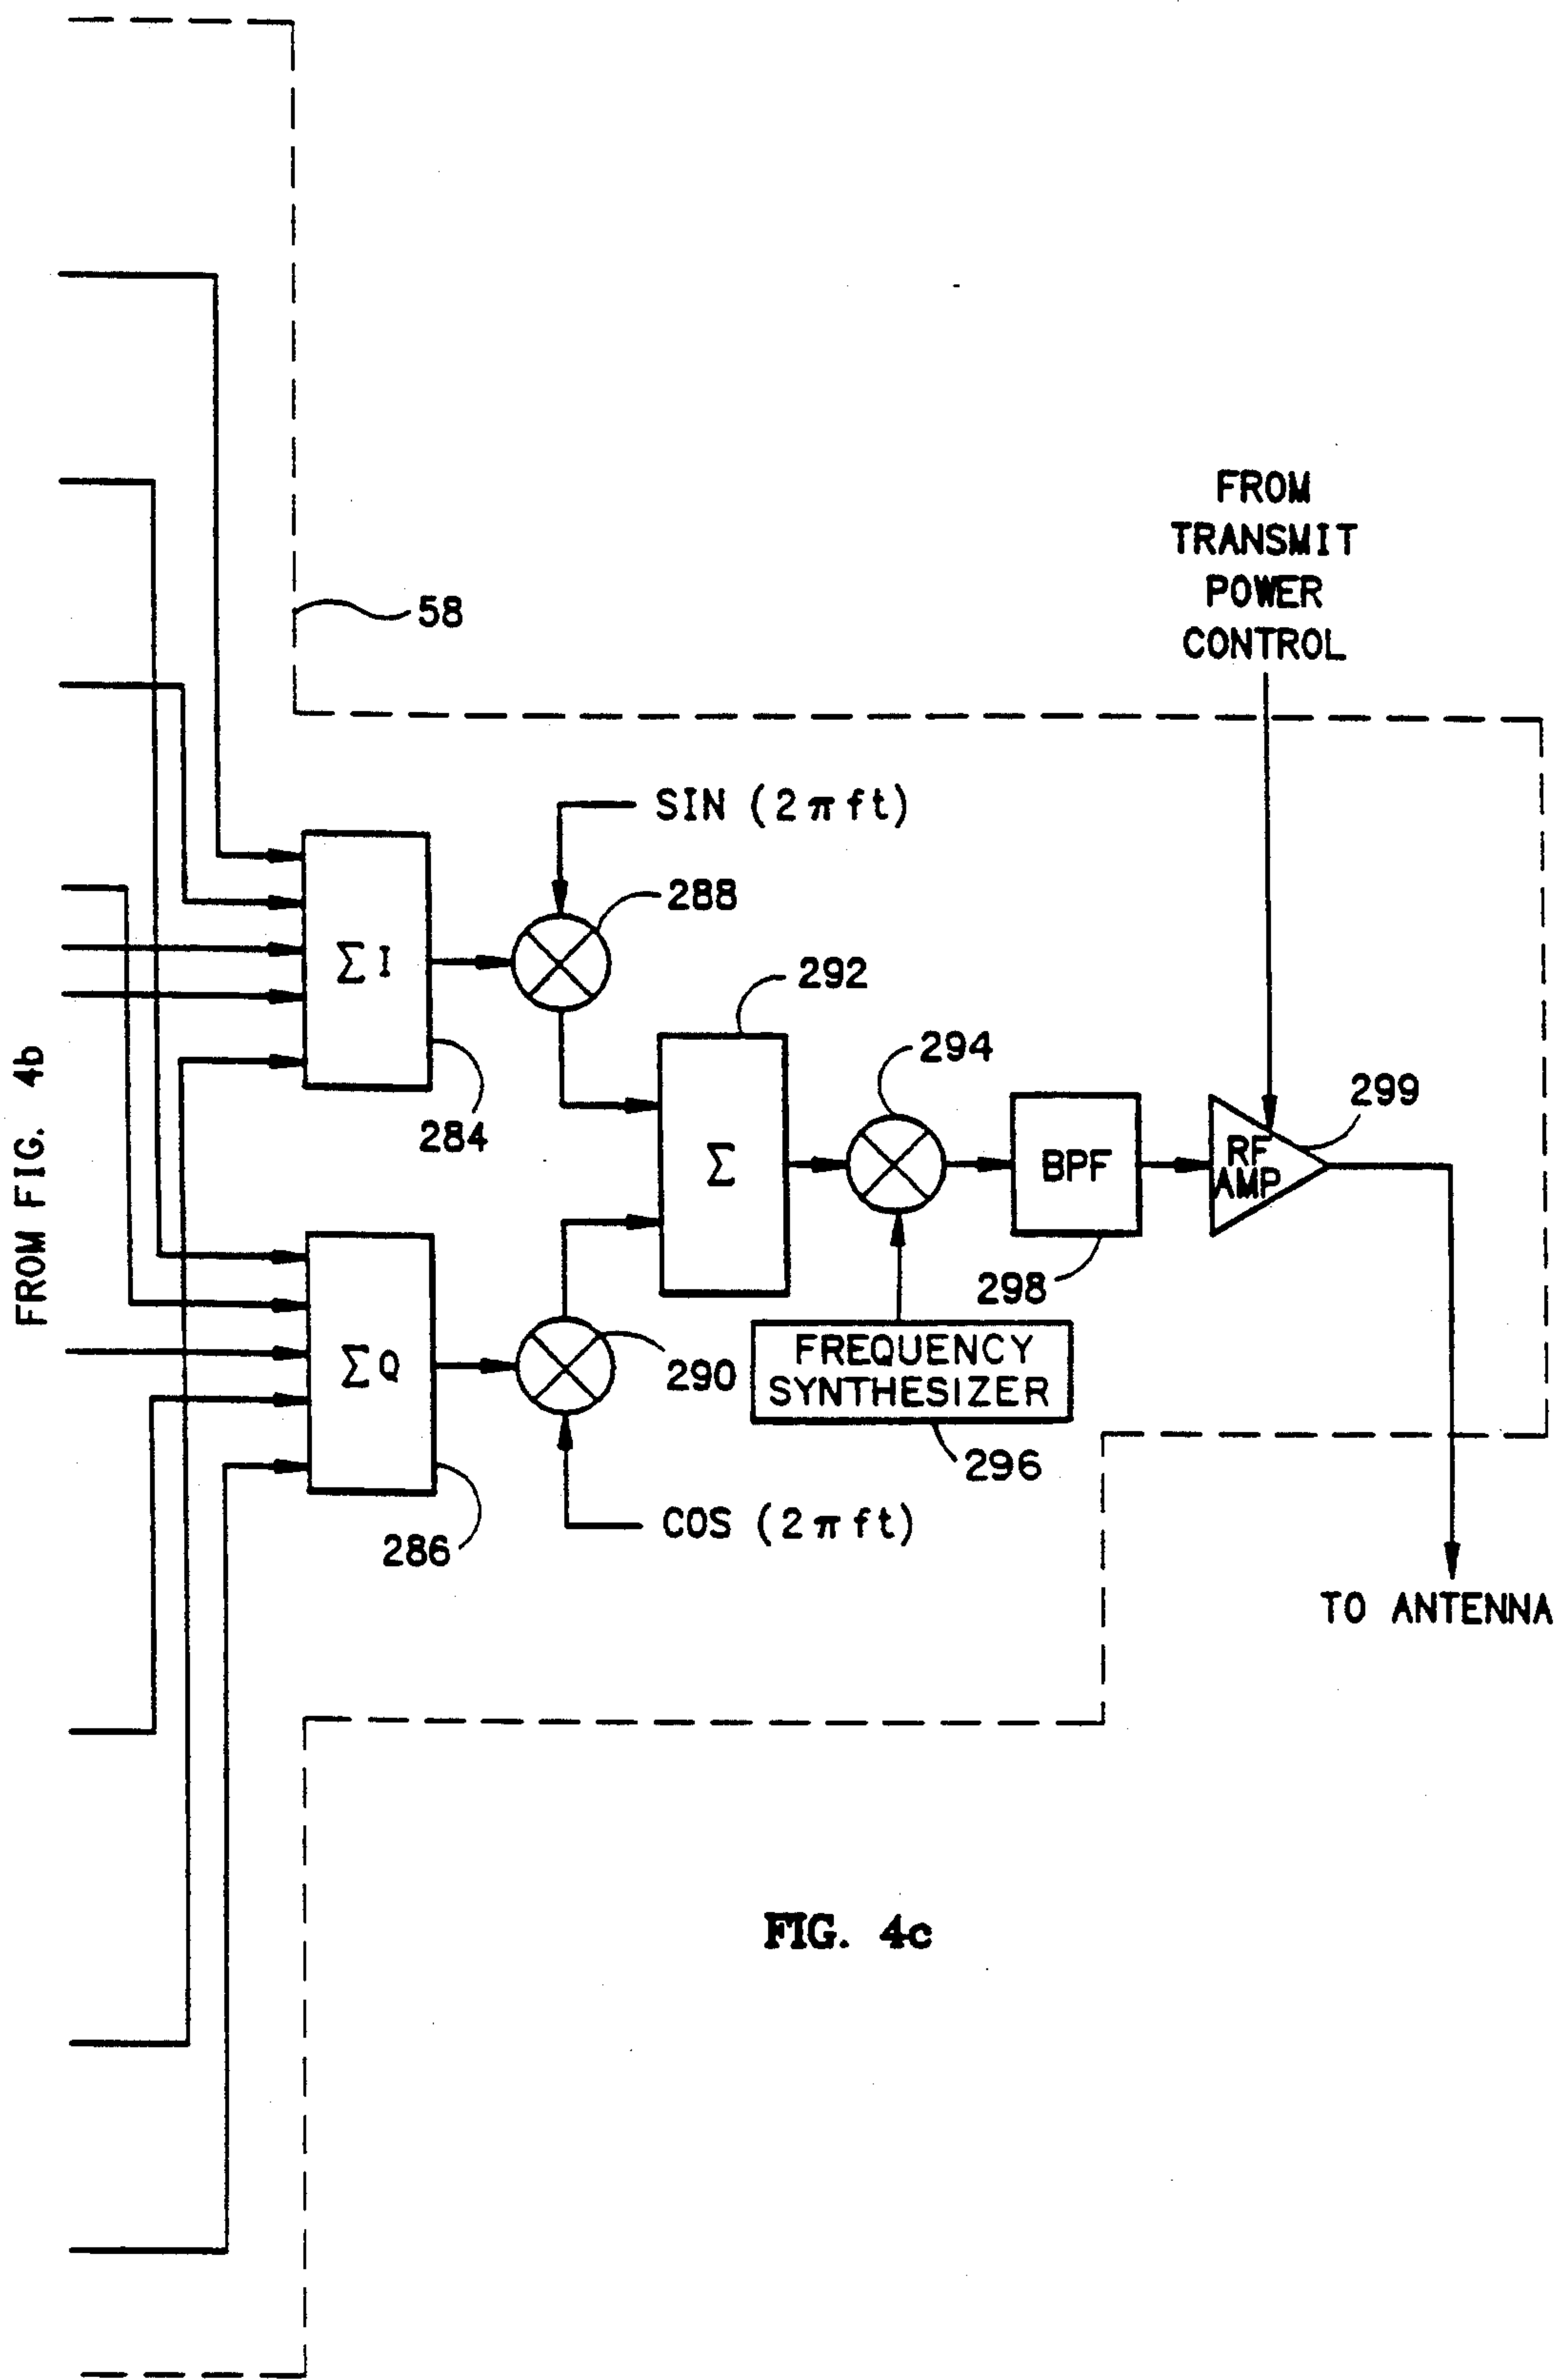 FROM
TRANSMIT
POWER
CONTROL
58
SIN (2πft)
288
ΣI
292
294
299
284
FROM FIG. 4b
Σ
BPF
RF
AMP
298
290
FREQUENCY
SYNTHESIZER
ΣQ
296
COS (2πft)
286
TO ANTENNA
FIG. 4c